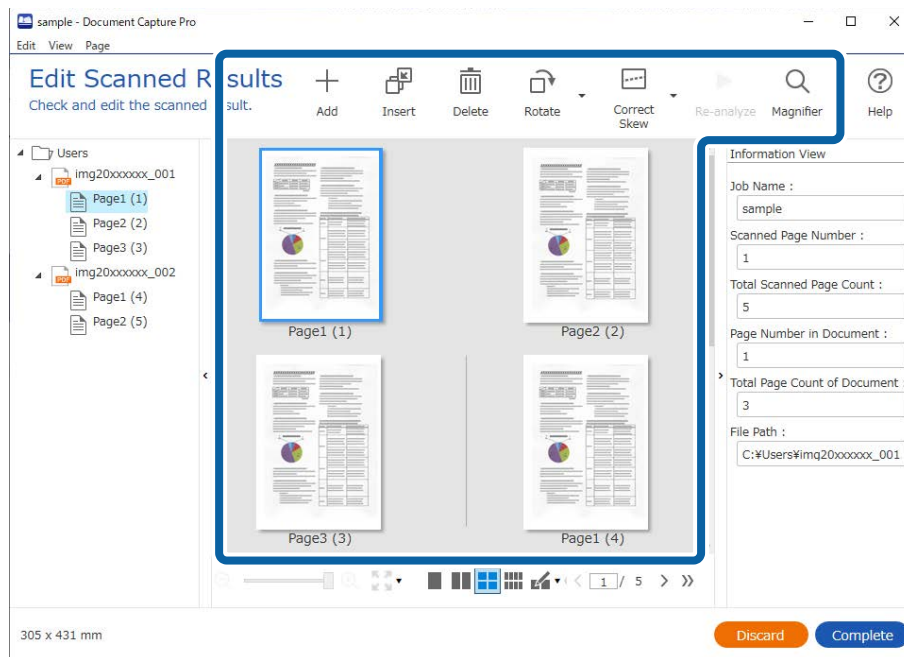 sample - Document Capture Pro
Edit View Page
Edit Scanned Results
Check and edit the scanned sult.
Add
Insert
Delete
Rotate
Correct
Skew
Re-analyze
Magnifier
Help
Users
img20xxxxxx_001
Page1 (1)
Page2 (2)
Page3 (3)
img20xxxxxx_002
Page1 (4)
Page2 (5)
Page1 (1)
Page2 (2)
Page3 (3)
Page1 (4)
Information View
Job Name :
sample
Scanned Page Number :
1
Total Scanned Page Count :
5
Page Number in Document :
1
Total Page Count of Document :
3
File Path :
C:¥Users¥img20xxxxxx_001
1 / 5
305 x 431 mm
Discard
Complete